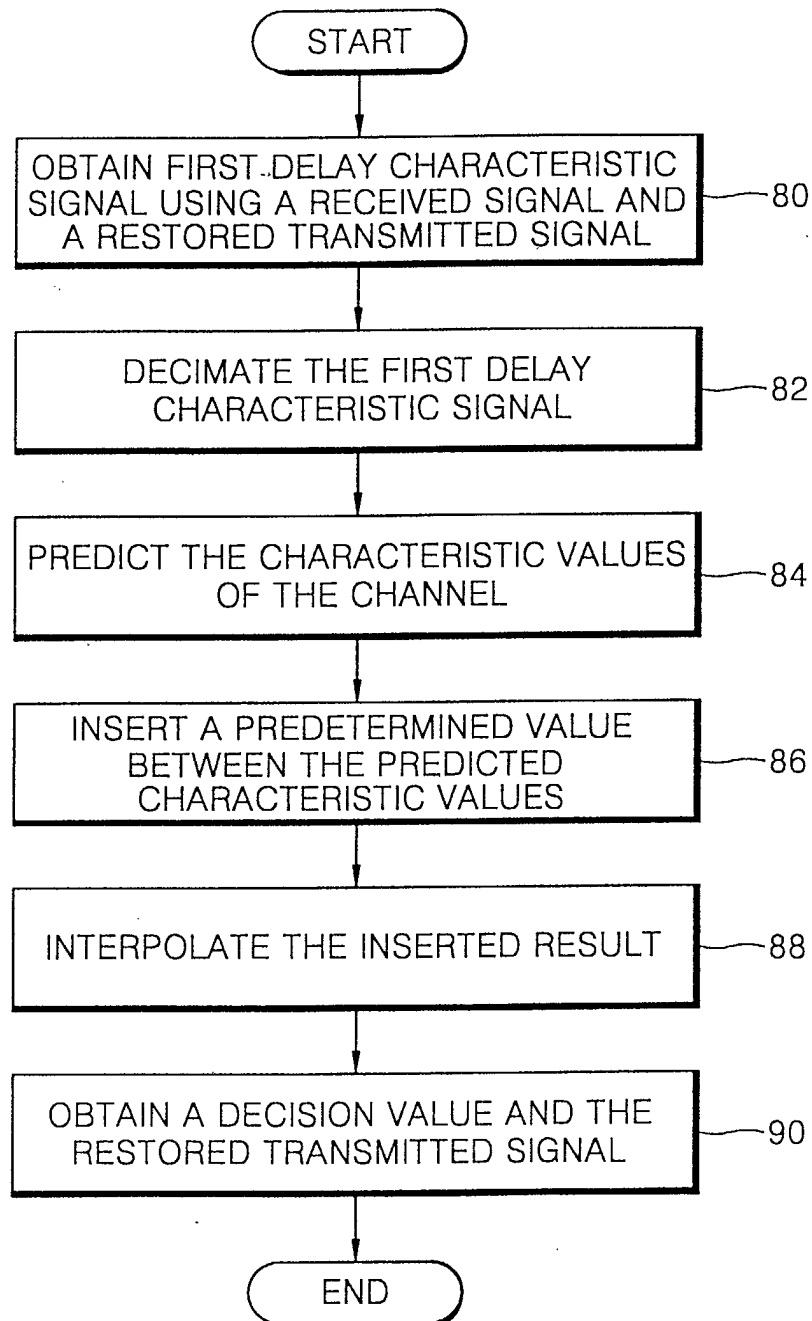 START
OBTAIN FIRST DELAY CHARACTERISTIC
SIGNAL USING A RECEIVED SIGNAL AND
A RESTORED TRANSMITTED SIGNAL
80
DECIMATE THE FIRST DELAY
CHARACTERISTIC SIGNAL
82
PREDICT THE CHARACTERISTIC VALUES
OF THE CHANNEL
84
INSERT A PREDETERMINED VALUE
BETWEEN THE PREDICTED
CHARACTERISTIC VALUES
86
INTERPOLATE THE INSERTED RESULT
88
OBTAIN A DECISION VALUE AND THE
RESTORED TRANSMITTED SIGNAL
90
END